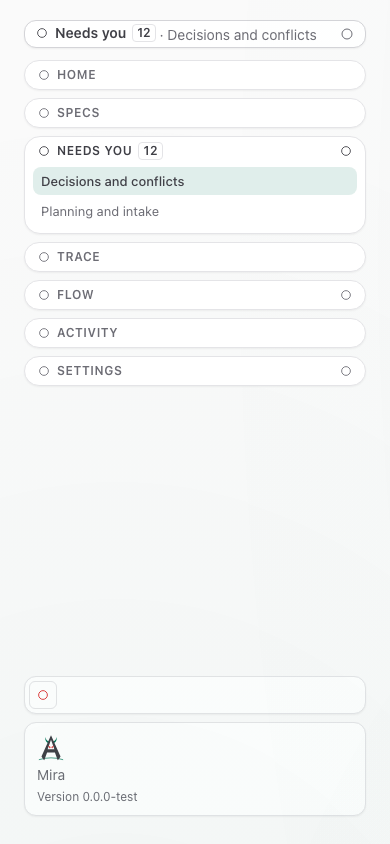 Needs you 12 · Decisions and conflicts
HOME
SPECS
NEEDS YOU 12
Decisions and conflicts
Planning and intake
TRACE
FLOW
ACTIVITY
SETTINGS
Mira
Version 0.0.0-test